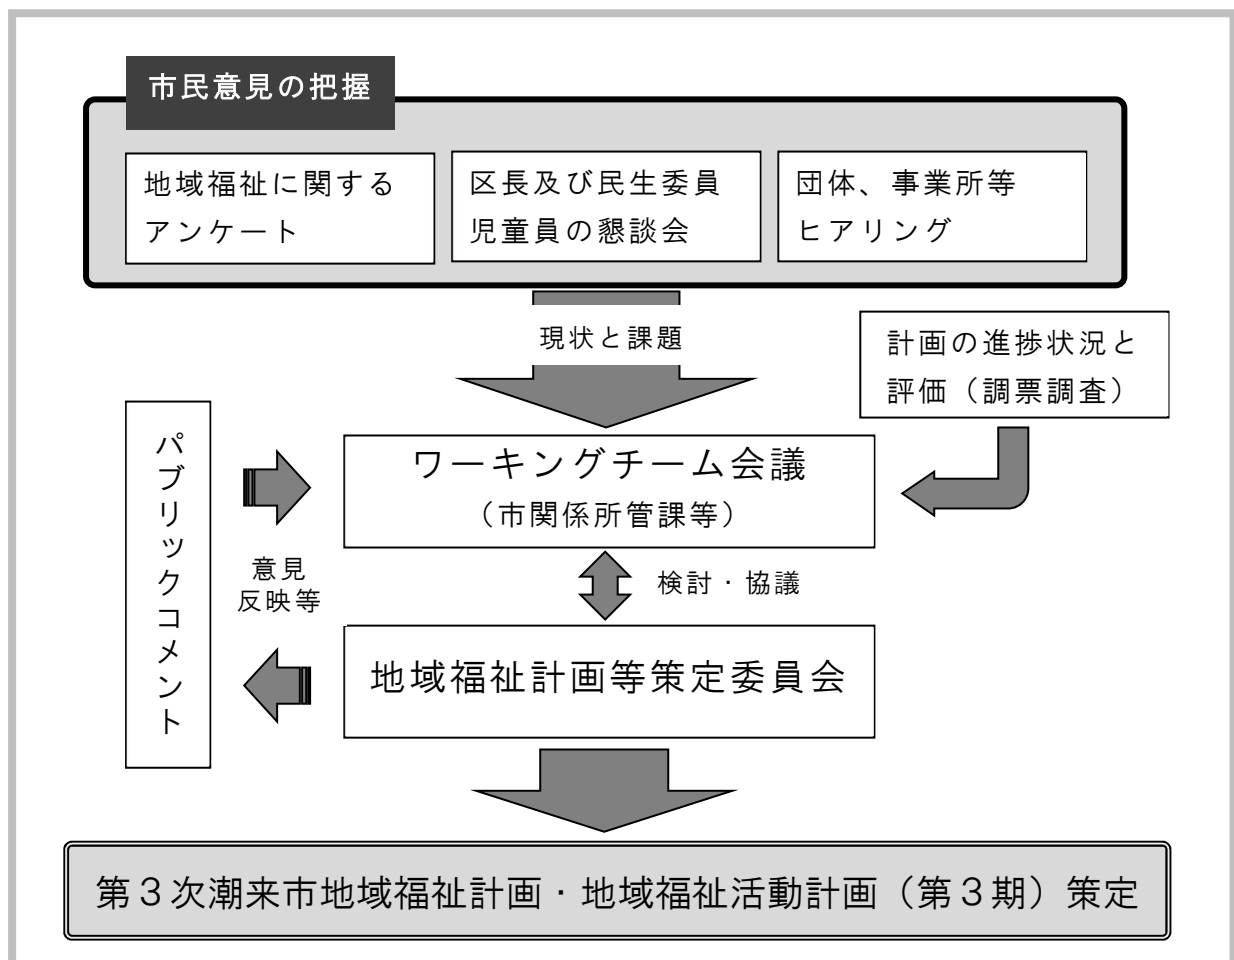 市民意見の把握
地域福祉に関する
アンケート
区長及び民生委員
児童員の懇談会
団体、事業所等
ヒアリング
現状と課題
計画の進捗状況と
評価（調票調査）
パブリックコメント
ワーキングチーム会議
（市関係所管課等）
意見
反映等
検討・協議
地域福祉計画等策定委員会
第３次潮来市地域福祉計画・地域福祉活動計画（第３期）策定